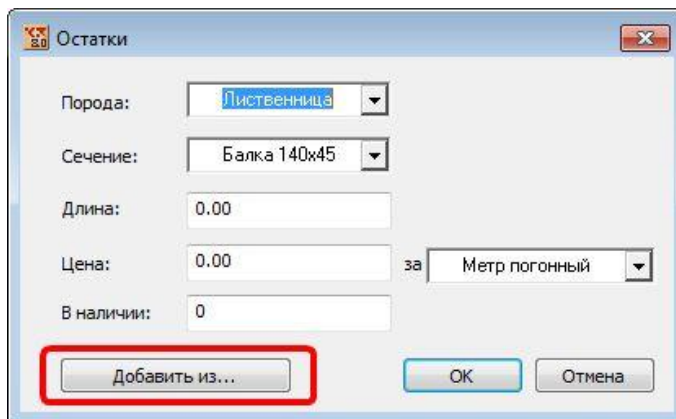 Остатки
Порода: Лиственница
Сечение: Балка 140x45
Длина: 0.00
Цена: 0.00 за Метр погонный
В наличии: 0
Добавить из... OK Отмена